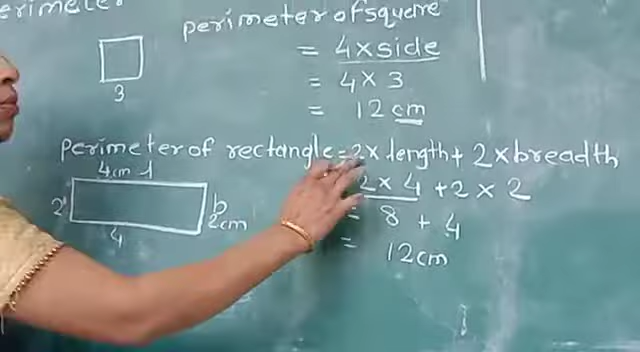 perimeter
perimeter of square
= 4 x side
= 4 x 3
3
= 12 cm
perimeter of rectangle = 2x length + 2 x breadth
4cm l
2 x 4 + 2 x 2
2
b
2cm
= 8 + 4
4
= 12cm